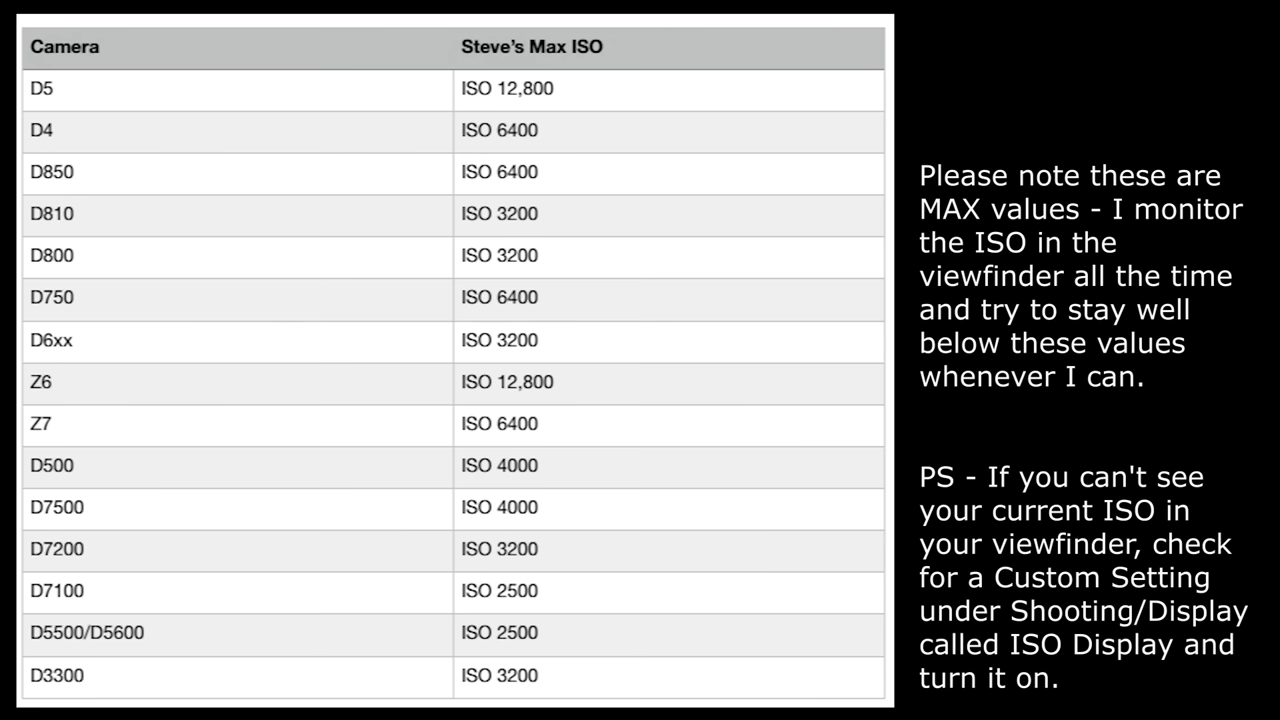 Camera Steve's Max ISO
D5 ISO 12,800
D4 ISO 6400
D850 ISO 6400
D810 ISO 3200
D800 ISO 3200
D750 ISO 6400
D6xx ISO 3200
Z6 ISO 12,800
Z7 ISO 6400
D500 ISO 4000
D7500 ISO 4000
D7200 ISO 3200
D7100 ISO 2500
D5500/D5600 ISO 2500
D3300 ISO 3200
Please note these are
MAX values - I monitor
the ISO in the
viewfinder all the time
and try to stay well
below these values
whenever I can.
PS - If you can't see
your current ISO in
your viewfinder, check
for a Custom Setting
under Shooting/Display
called ISO Display and
turn it on.